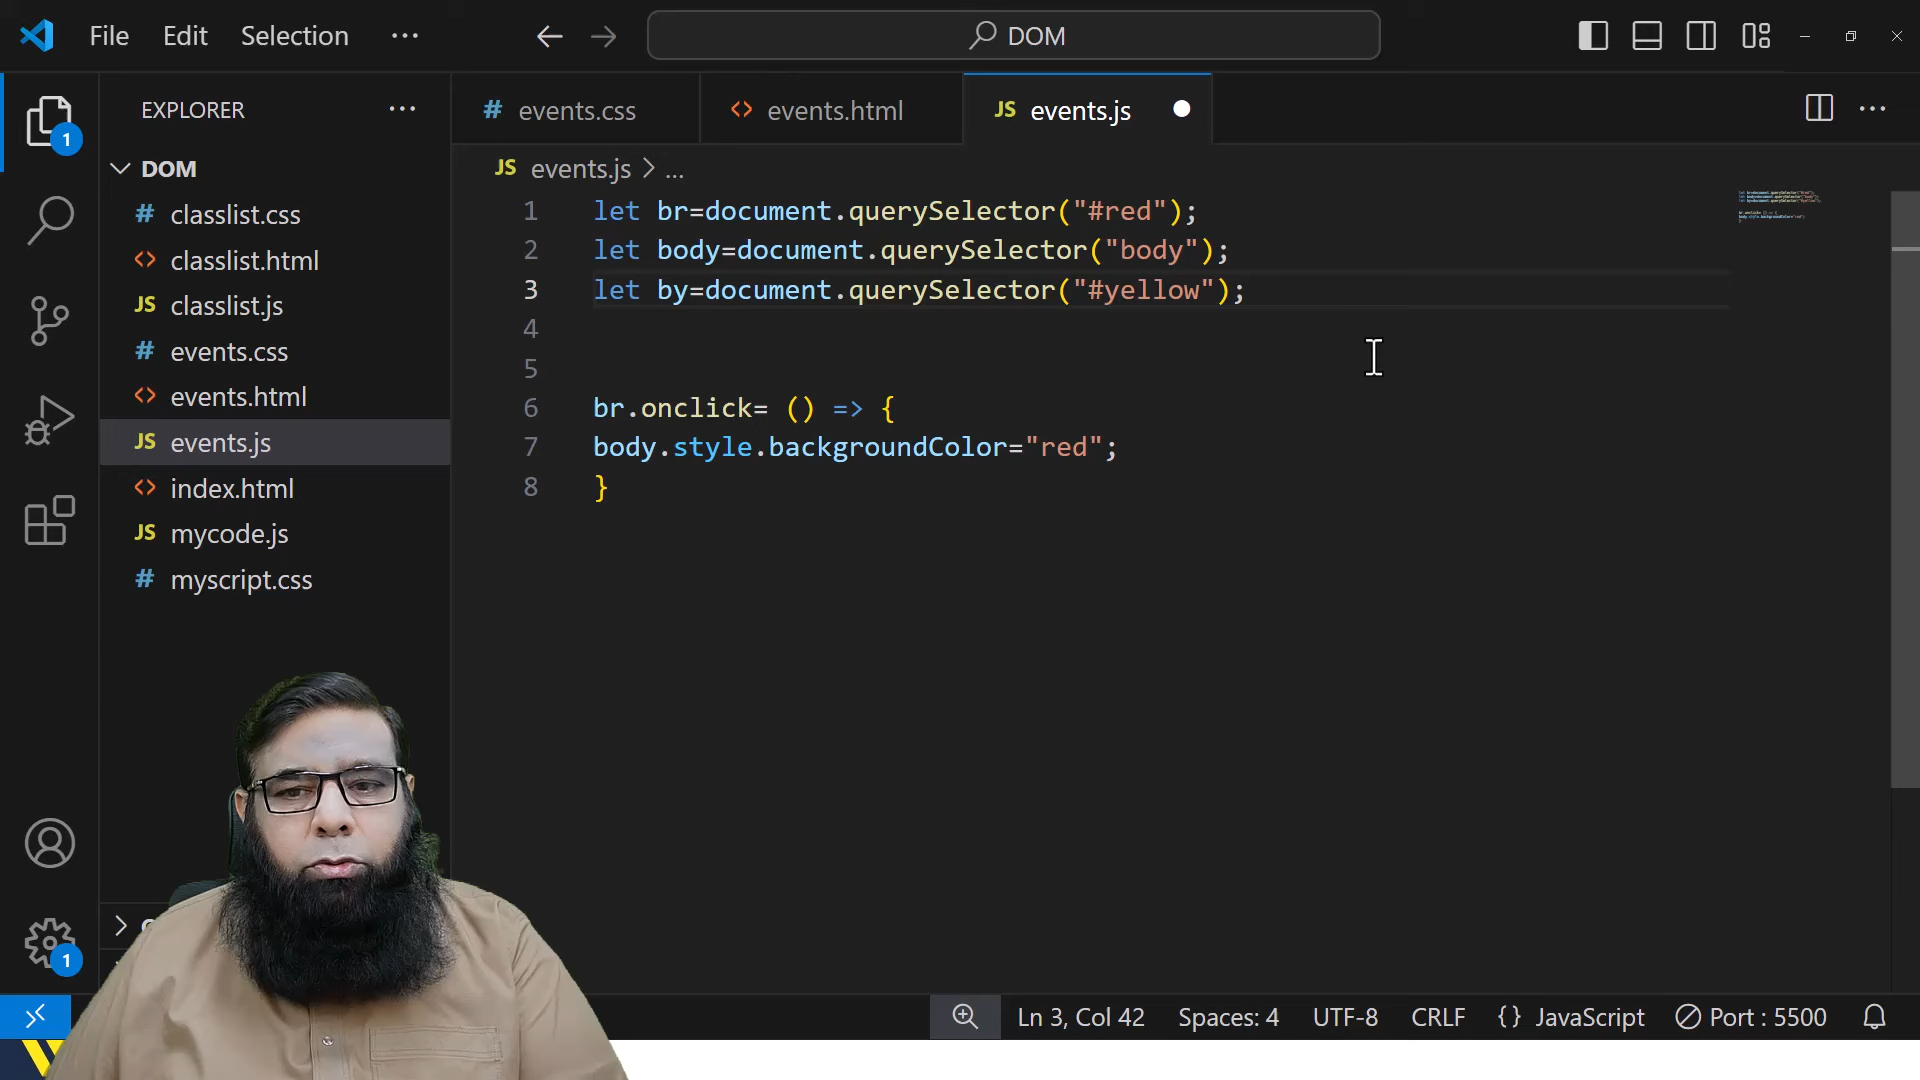 File Edit Selection ...
DOM
EXPLORER ...
events.css
events.html
JS events.js
DOM
JS events.js > ...
# classlist.css
<> classlist.html
JS classlist.js
# events.css
<> events.html
JS events.js
<> index.html
JS mycode.js
# myscript.css
1 let br=document.querySelector("#red");
2 let body=document.querySelector("body");
3 let by=document.querySelector("#yellow");
4
5
6 br.onclick= () => {
7 body.style.backgroundColor="red";
8 }
1
1
Ln 3, Col 42 Spaces: 4 UTF-8 CRLF {} JavaScript Port : 5500